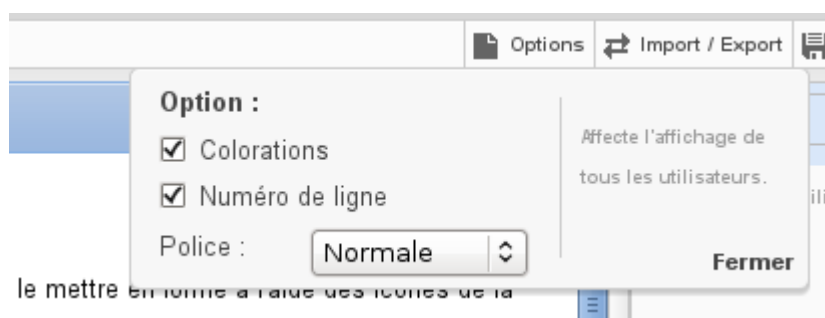 Options
Import / Export
Option :
Colorations
Numéro de ligne
Police :
Normale
Affecte l'affichage de
tous les utilisateurs.
Fermer
le mettre en forme à l'aide des icônes de la